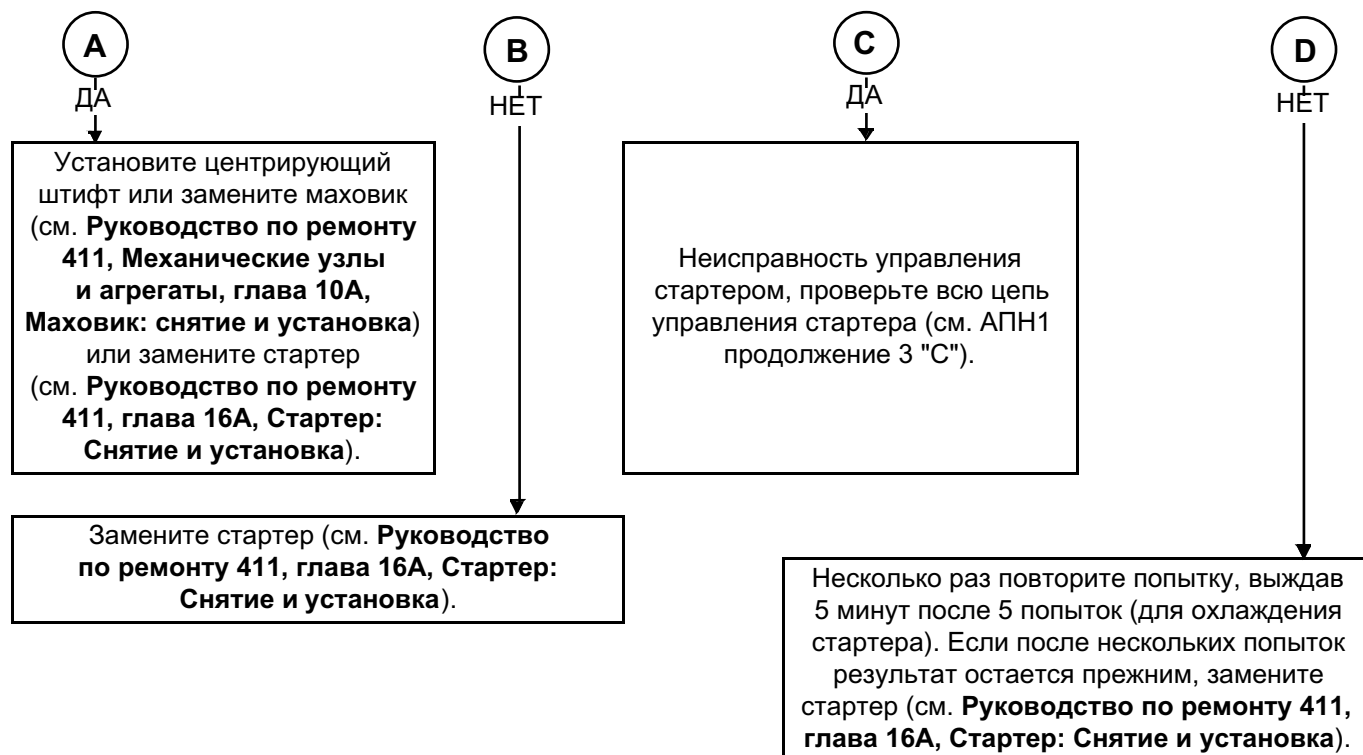 A
B
C
D
ДА
НЕТ
ДА
НЕТ
Установите центрирующий
штифт или замените маховик
(см. Руководство по ремонту
411, Механические узлы
и агрегаты, глава 10A,
Маховик: снятие и установка)
или замените стартер
(см. Руководство по ремонту
411, глава 16A, Стартер:
Снятие и установка).
Неисправность управления
стартером, проверьте всю цепь
управления стартера (см. АПН1
продолжение 3 "C").
Замените стартер (см. Руководство
по ремонту 411, глава 16A, Стартер:
Снятие и установка).
Несколько раз повторите попытку, выждав
5 минут после 5 попыток (для охлаждения
стартера). Если после нескольких попыток
результат остается прежним, замените
стартер (см. Руководство по ремонту 411,
глава 16A, Стартер: Снятие и установка).